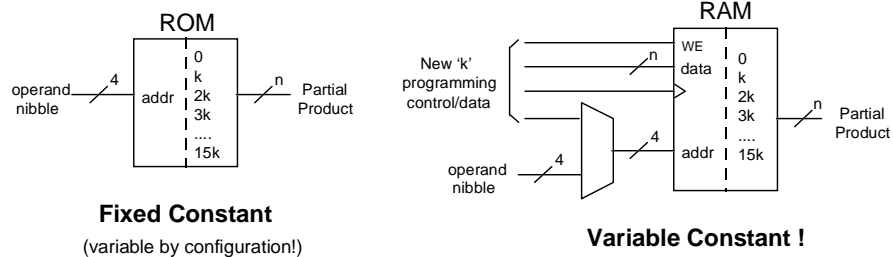 ROM
operand
nibble
4
addr
0
k
2k
3k
....
15k
n
Partial
Product
Fixed Constant
(variable by configuration!)
RAM
New 'k'
programming
control/data
n
WE
data
operand
nibble
4
4
addr
0
k
2k
3k
....
15k
n
Partial
Product
Variable Constant !